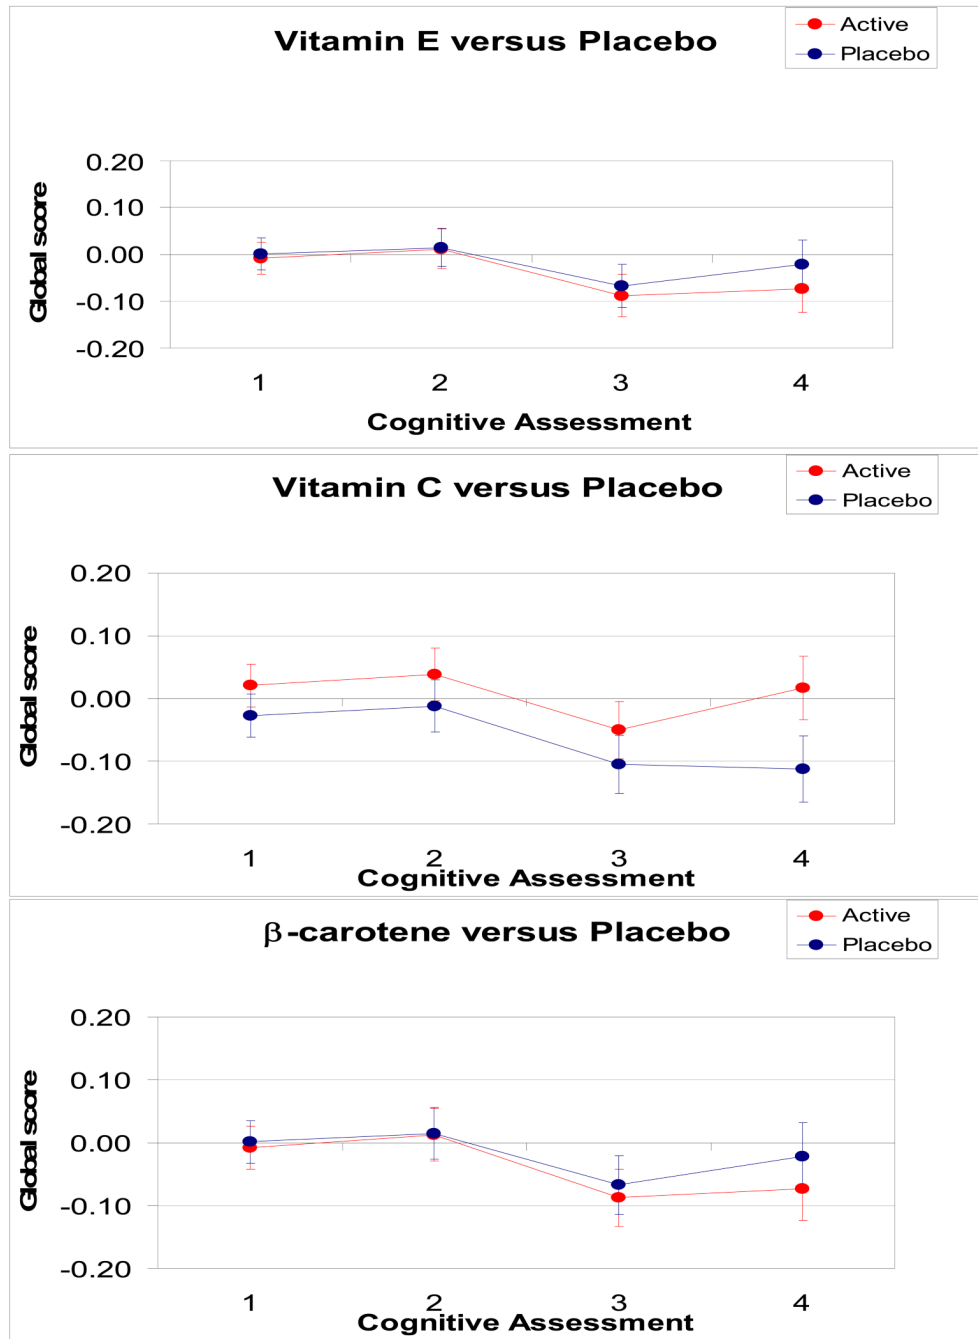 Vitamin E versus Placebo
Active
Placebo
Global score
0.20
0.10
0.00
-0.10
-0.20
1 2 3 4
Cognitive Assessment
Vitamin C versus Placebo
Active
Placebo
Global score
0.20
0.10
0.00
-0.10
-0.20
1 2 3 4
Cognitive Assessment
β-carotene versus Placebo
Active
Placebo
Global score
0.20
0.10
0.00
-0.10
-0.20
1 2 3 4
Cognitive Assessment